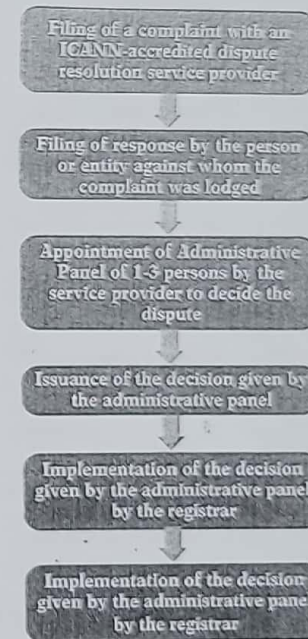 Filing of a complaint with an
ICANN-accredited dispute
resolution service provider
Filing of response by the person
or entity against whom the
complaint was lodged
Appointment of Administrative
Panel of 1-3 persons by the
service provider to decide the
dispute
Issuance of the decision given by
the administrative panel
Implementation of the decision
given by the administrative panel
by the registrar
Implementation of the decision
given by the administrative panel
by the registrar